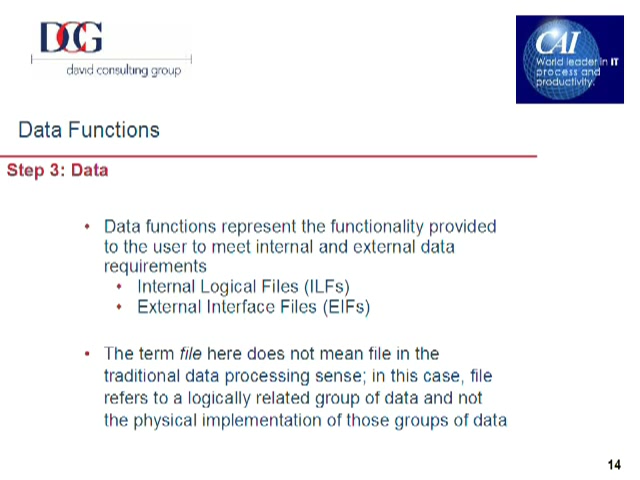 DCG
david consulting group
CAI
World leader in IT
process and
productivity.
Data Functions
Step 3: Data
• Data functions represent the functionality provided
to the user to meet internal and external data
requirements
• Internal Logical Files (ILFs)
• External Interface Files (EIFs)
• The term file here does not mean file in the
traditional data processing sense; in this case, file
refers to a logically related group of data and not
the physical implementation of those groups of data
14